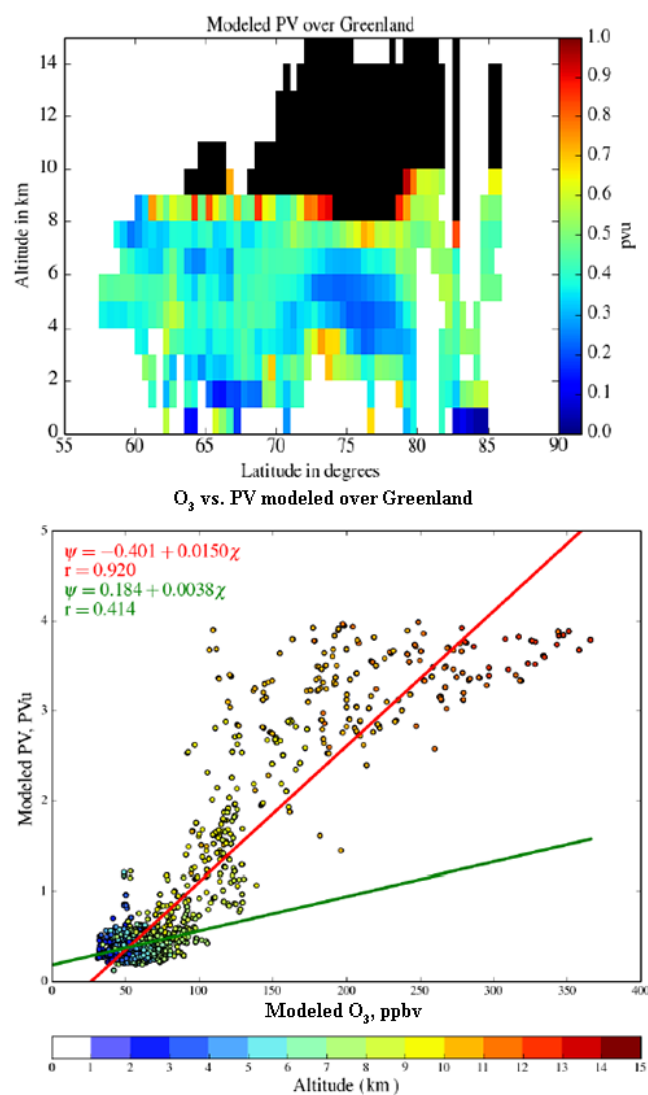 Modeled PV over Greenland
14
12
10
8
6
4
2
0
Altitude in km
55 60 65 70 75 80 85 90
Latitude in degrees
1.0
0.9
0.8
0.7
0.6
0.5
0.4
0.3
0.2
0.1
0.0
pvu
O₃ vs. PV modeled over Greenland
ψ = −0.401 + 0.0150χ
r = 0.920
ψ = 0.184 + 0.0038χ
r = 0.414
5
4
3
2
1
0
Modeled PV, PVu
0 50 100 150 200 250 300 350 400
Modeled O₃, ppbv
0 1 2 3 4 5 6 7 8 9 10 11 12 13 14 15
Altitude (km)